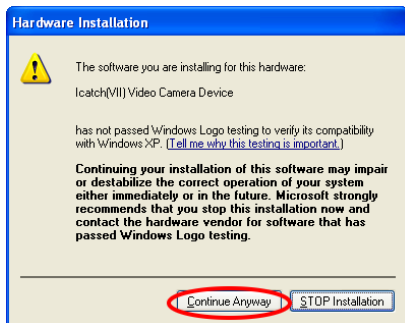 Hardware Installation
The software you are installing for this hardware:
Icatch(VII) Video Camera Device
has not passed Windows Logo testing to verify its compatibility
with Windows XP. (Tell me why this testing is important.)
Continuing your installation of this software may impair
or destabilize the correct operation of your system
either immediately or in the future. Microsoft strongly
recommends that you stop this installation now and
contact the hardware vendor for software that has
passed Windows Logo testing.
Continue Anyway STOP Installation